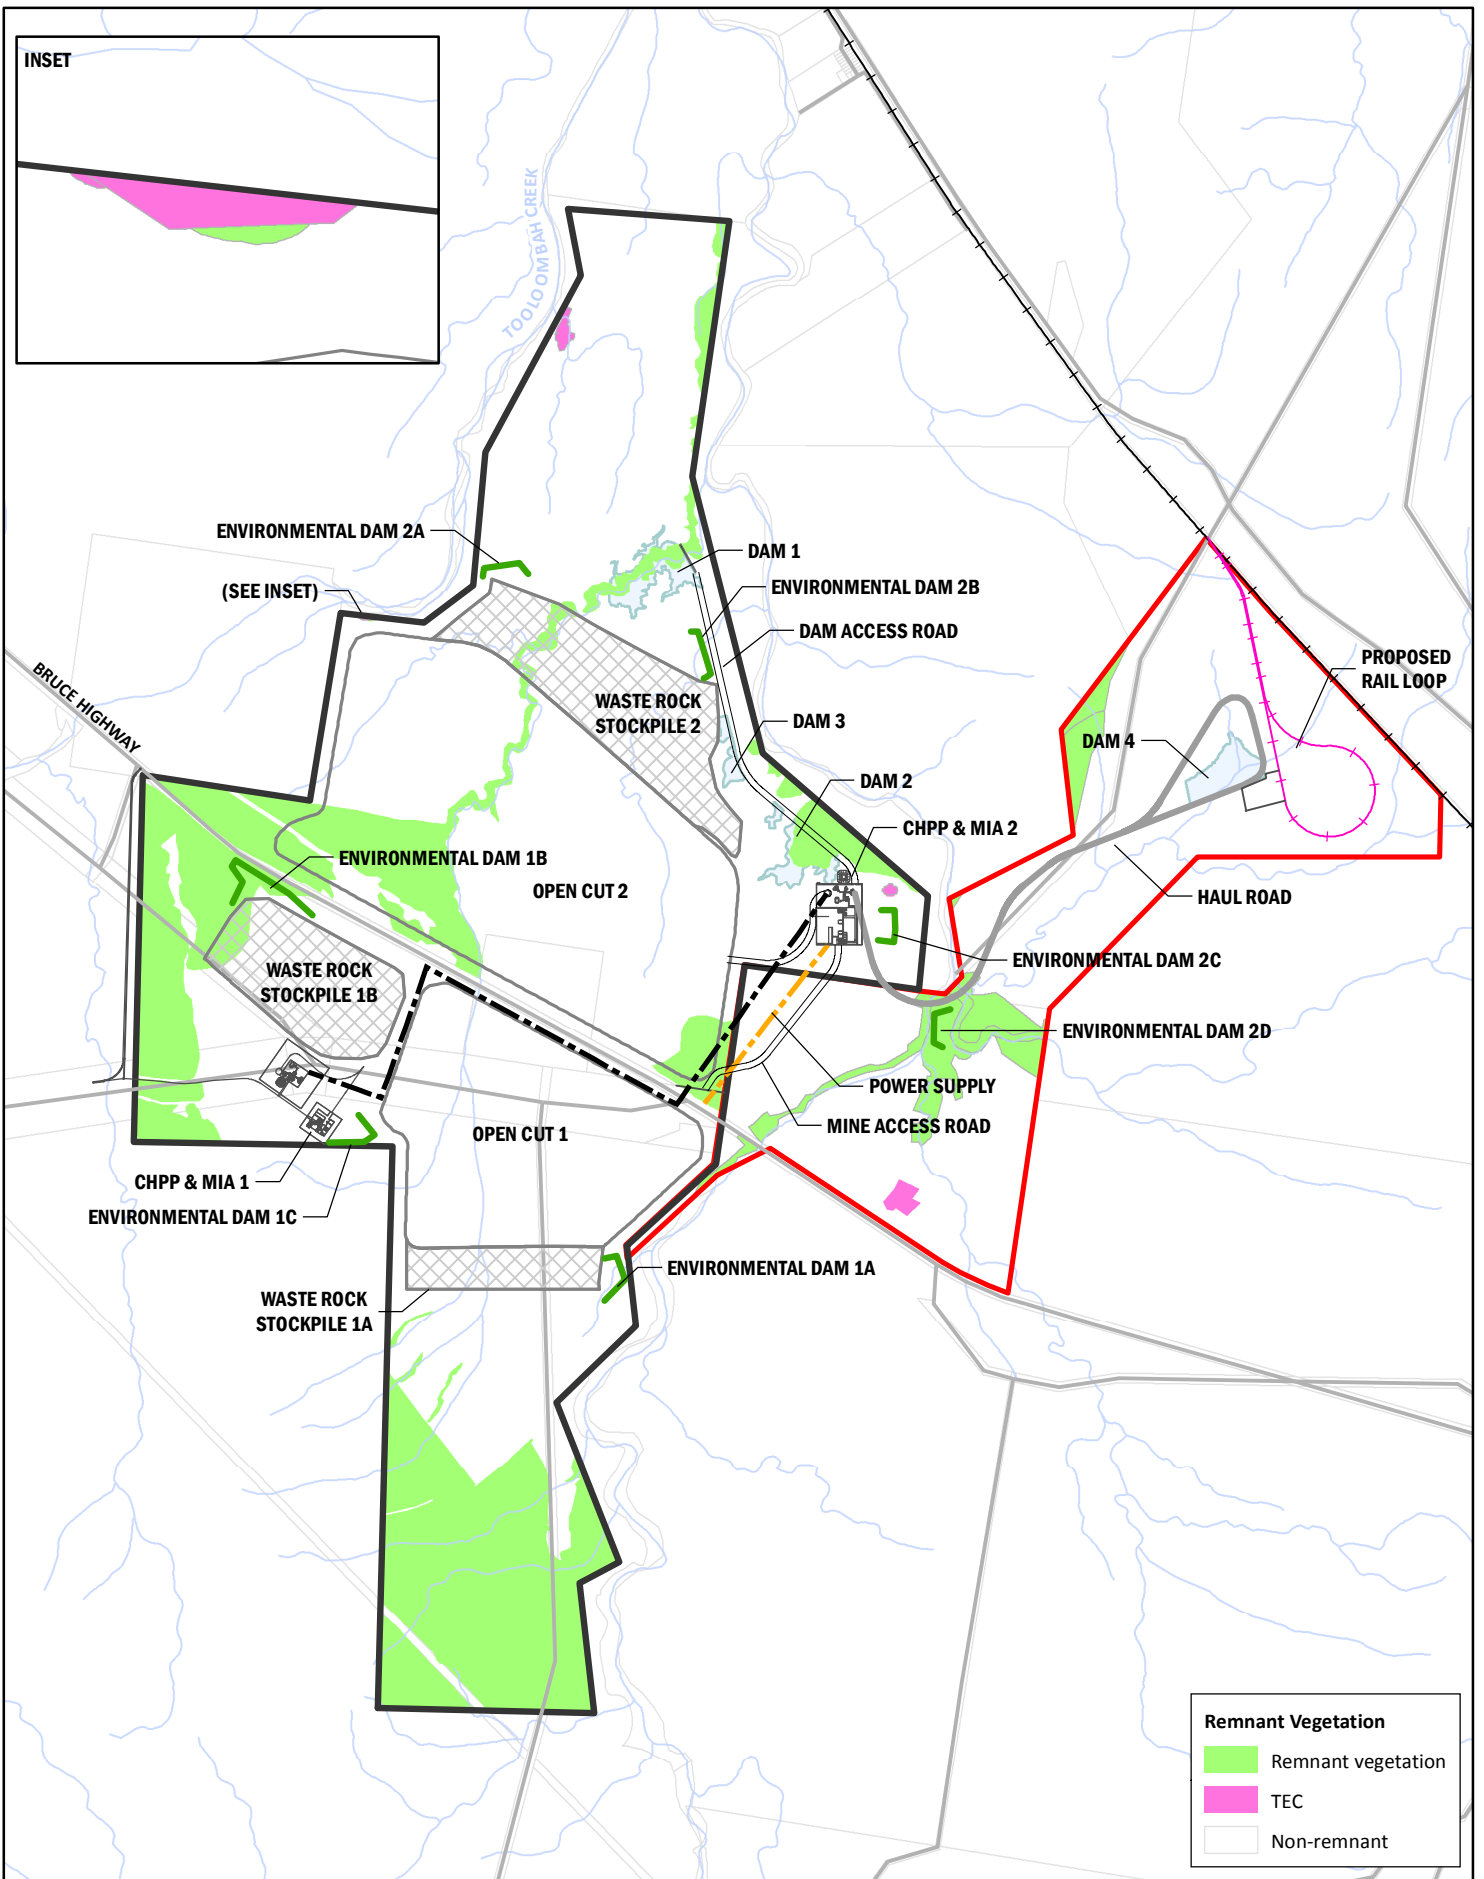 INSET
TOOLOOMBAH CREEK
ENVIRONMENTAL DAM 2A
(SEE INSET)
DAM 1
ENVIRONMENTAL DAM 2B
DAM ACCESS ROAD
BRUCE HIGHWAY
WASTE ROCK
STOCKPILE 2
DAM 3
PROPOSED
RAIL LOOP
DAM 4
DAM 2
CHPP & MIA 2
ENVIRONMENTAL DAM 1B
OPEN CUT 2
HAUL ROAD
WASTE ROCK
STOCKPILE 1B
ENVIRONMENTAL DAM 2C
ENVIRONMENTAL DAM 2D
POWER SUPPLY
MINE ACCESS ROAD
OPEN CUT 1
CHPP & MIA 1
ENVIRONMENTAL DAM 1C
ENVIRONMENTAL DAM 1A
WASTE ROCK
STOCKPILE 1A
Remnant Vegetation
Remnant vegetation
TEC
Non-remnant